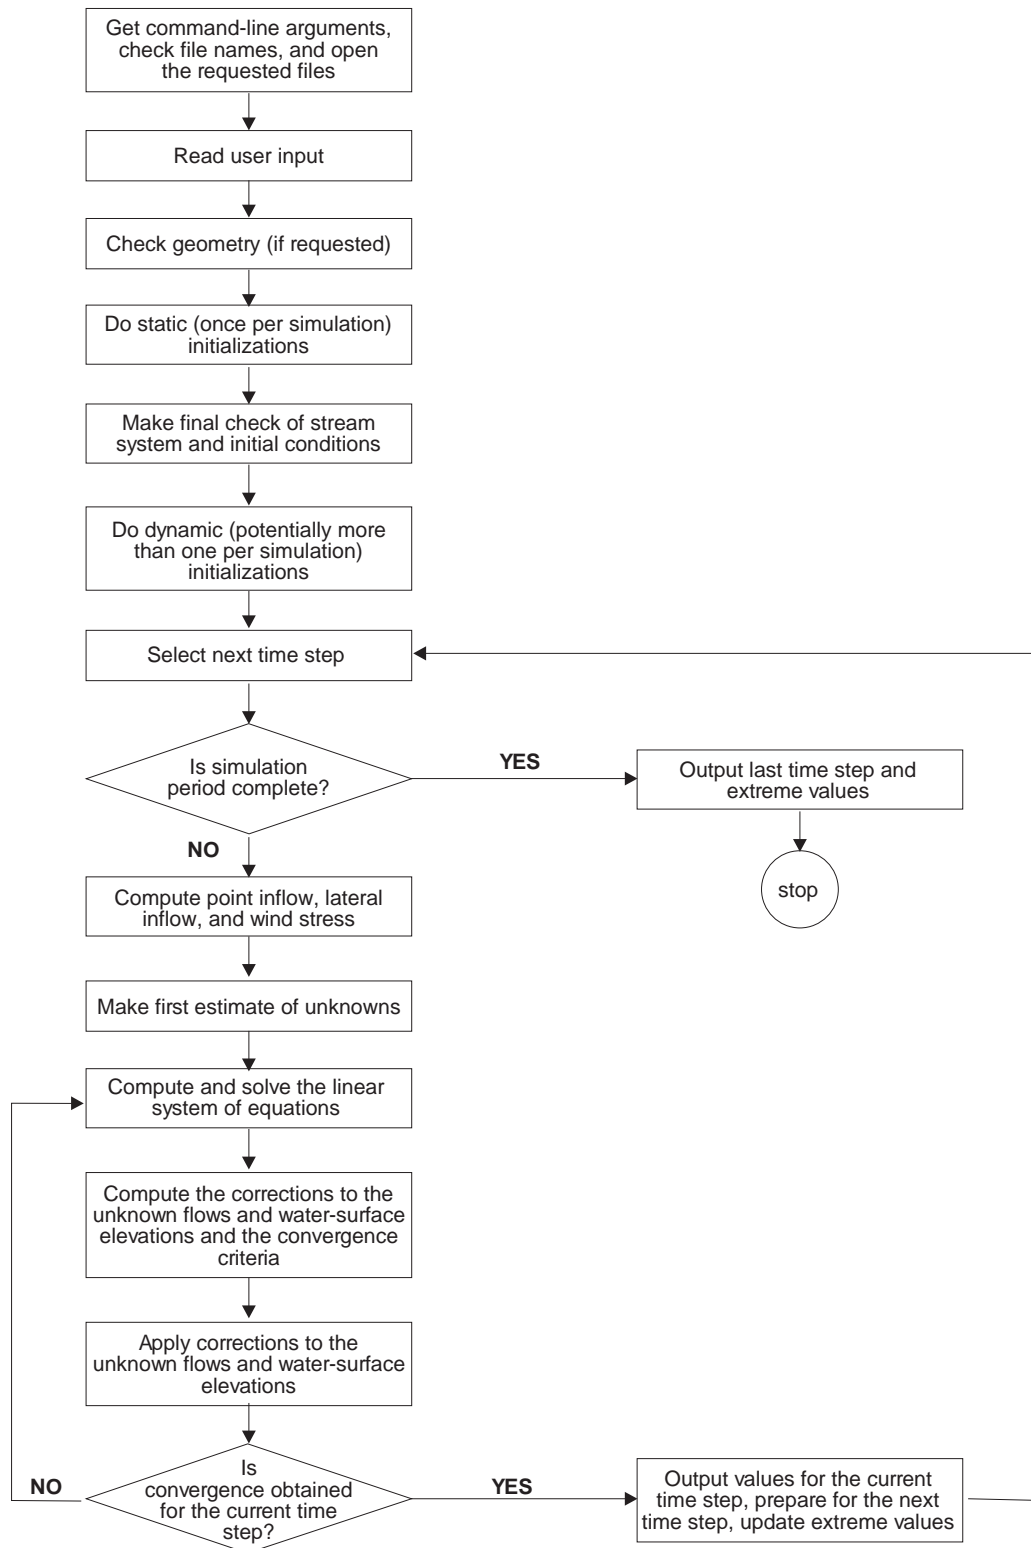 Get command-line arguments,
check file names, and open
the requested files
Read user input
Check geometry (if requested)
Do static (once per simulation)
initializations
Make final check of stream
system and initial conditions
Do dynamic (potentially more
than one per simulation)
initializations
Select next time step
Is simulation
period complete?
YES
Output last time step and
extreme values
stop
NO
Compute point inflow, lateral
inflow, and wind stress
Make first estimate of unknowns
Compute and solve the linear
system of equations
Compute the corrections to the
unknown flows and water-surface
elevations and the convergence
criteria
Apply corrections to the
unknown flows and water-surface
elevations
Is
convergence obtained
for the current time
step?
NO
YES
Output values for the current
time step, prepare for the next
time step, update extreme values